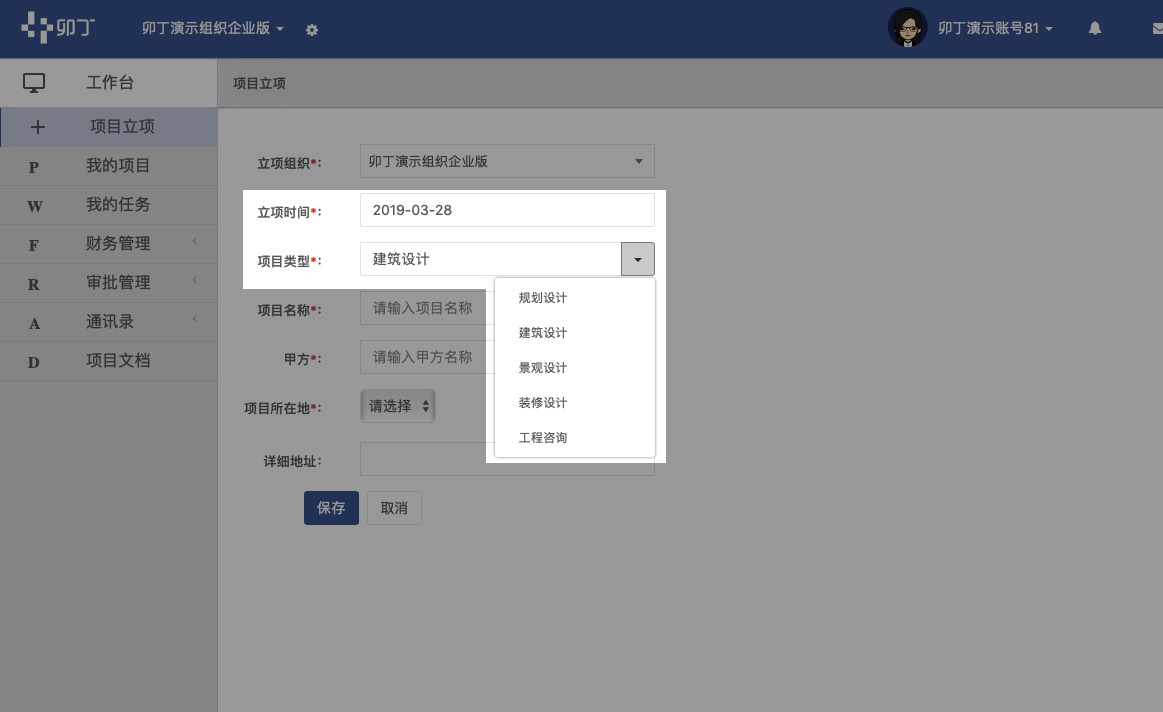 卯丁 卯丁演示组织企业版 卯丁演示账号81
工作台
项目立项
P 我的项目
W 我的任务
F 财务管理
R 审批管理
A 通讯录
D 项目文档
项目立项
立项组织*: 卯丁演示组织企业版
立项时间*: 2019-03-28
项目类型*: 建筑设计
规划设计
建筑设计
景观设计
装修设计
工程咨询
项目名称*: 请输入项目名称
甲方*: 请输入甲方名称
项目所在地*: 请选择
详细地址:
保存 取消